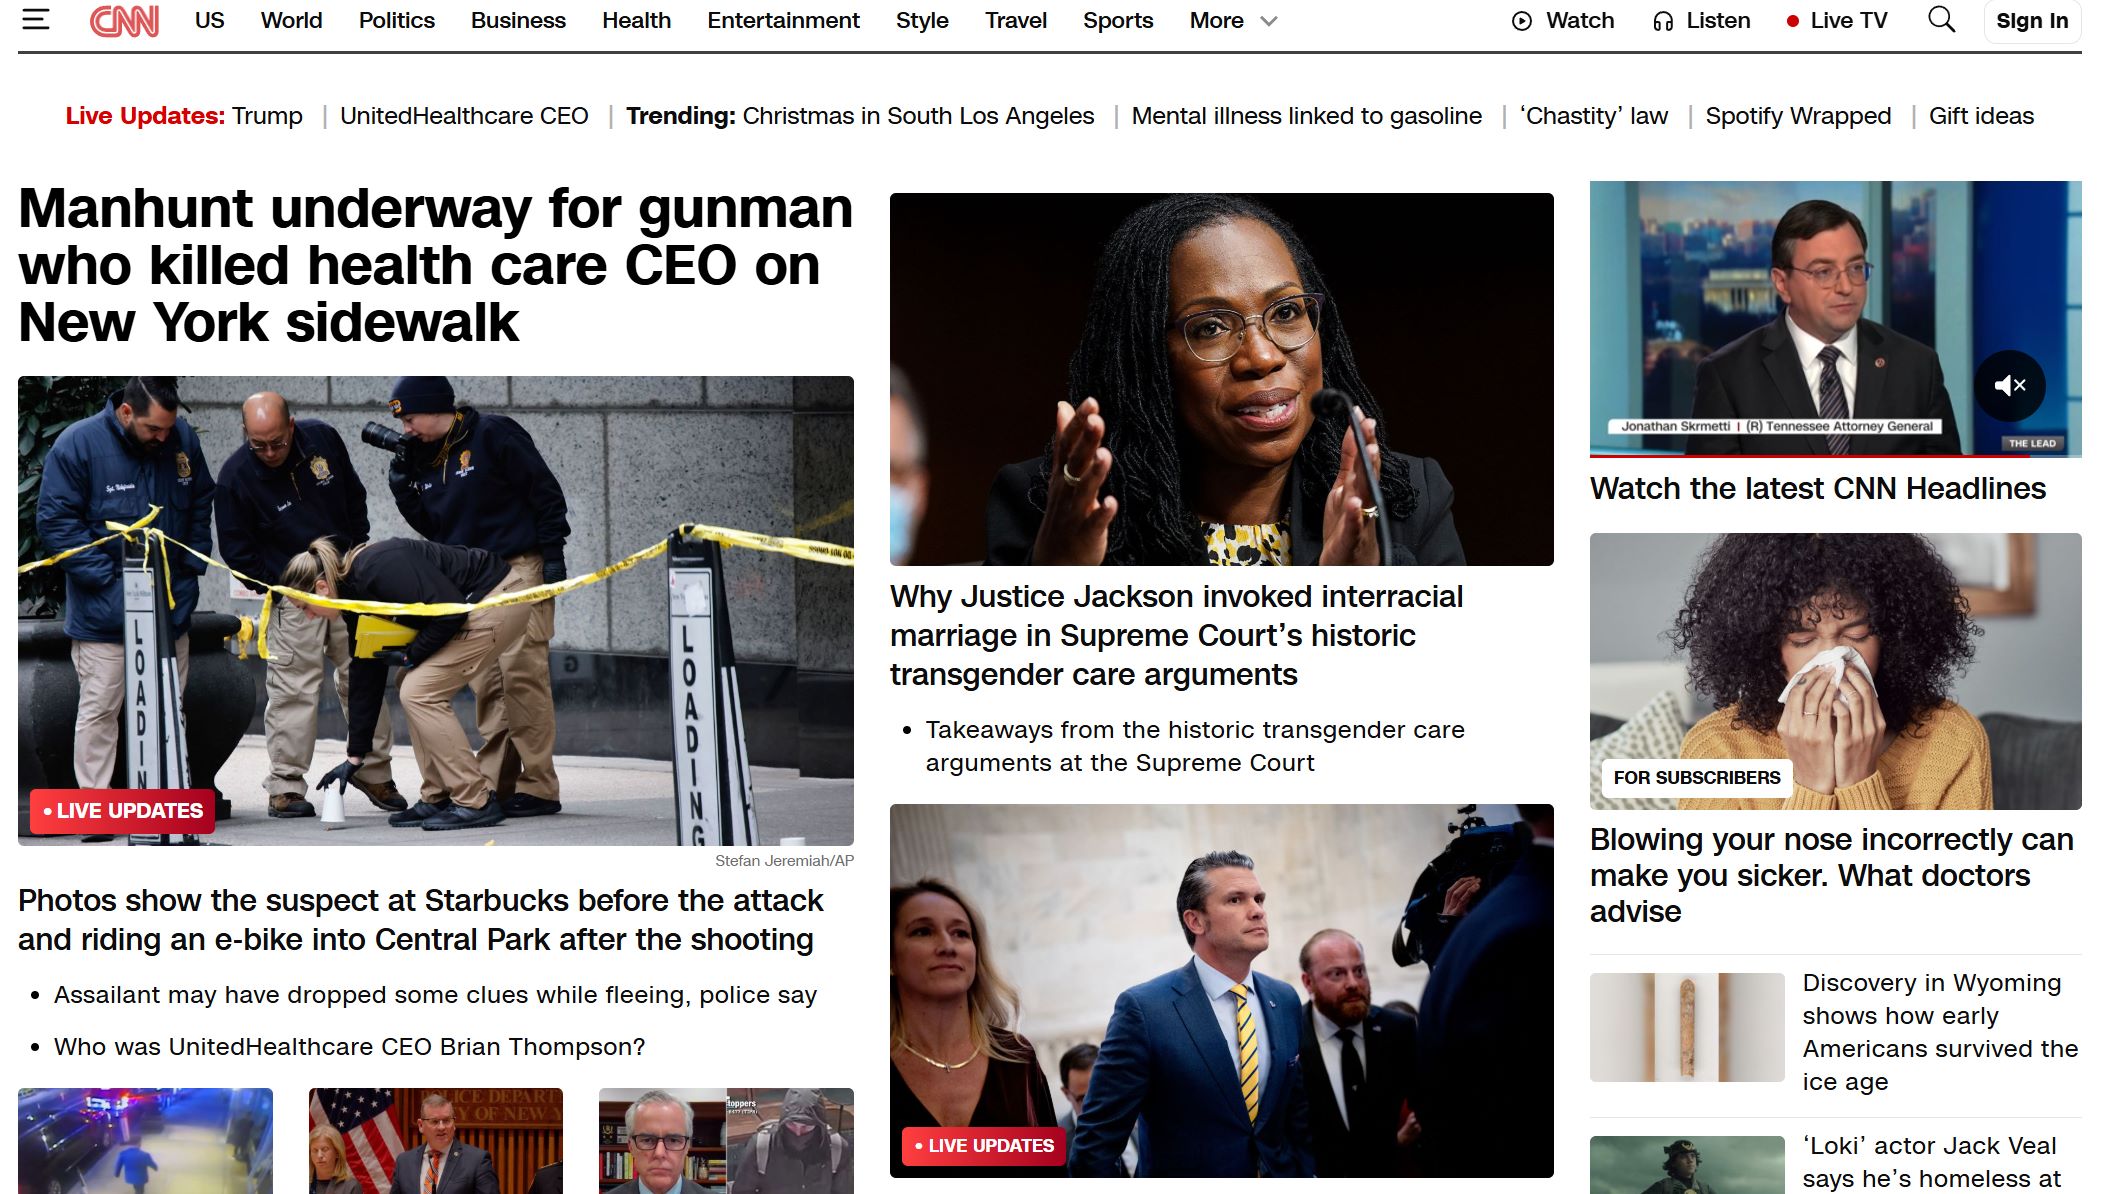 CNN US World Politics Business Health Entertainment Style Travel Sports More Watch Listen Live TV Sign in
Live Updates: Trump | UnitedHealthcare CEO | Trending: Christmas in South Los Angeles | Mental illness linked to gasoline | ‘Chastity’ law | Spotify Wrapped | Gift ideas
Manhunt underway for gunman
who killed health care CEO on
New York sidewalk
LOADING
LOADING
• LIVE UPDATES
Stefan Jeremiah/AP
Photos show the suspect at Starbucks before the attack
and riding an e-bike into Central Park after the shooting
• Assailant may have dropped some clues while fleeing, police say
• Who was UnitedHealthcare CEO Brian Thompson?
Why Justice Jackson invoked interracial
marriage in Supreme Court’s historic
transgender care arguments
• Takeaways from the historic transgender care
arguments at the Supreme Court
• LIVE UPDATES
Jonathan Skrmetti | (R) Tennessee Attorney General
THE LEAD
Watch the latest CNN Headlines
FOR SUBSCRIBERS
Blowing your nose incorrectly can
make you sicker. What doctors
advise
Discovery in Wyoming
shows how early
Americans survived the
ice age
‘Loki’ actor Jack Veal
says he’s homeless at